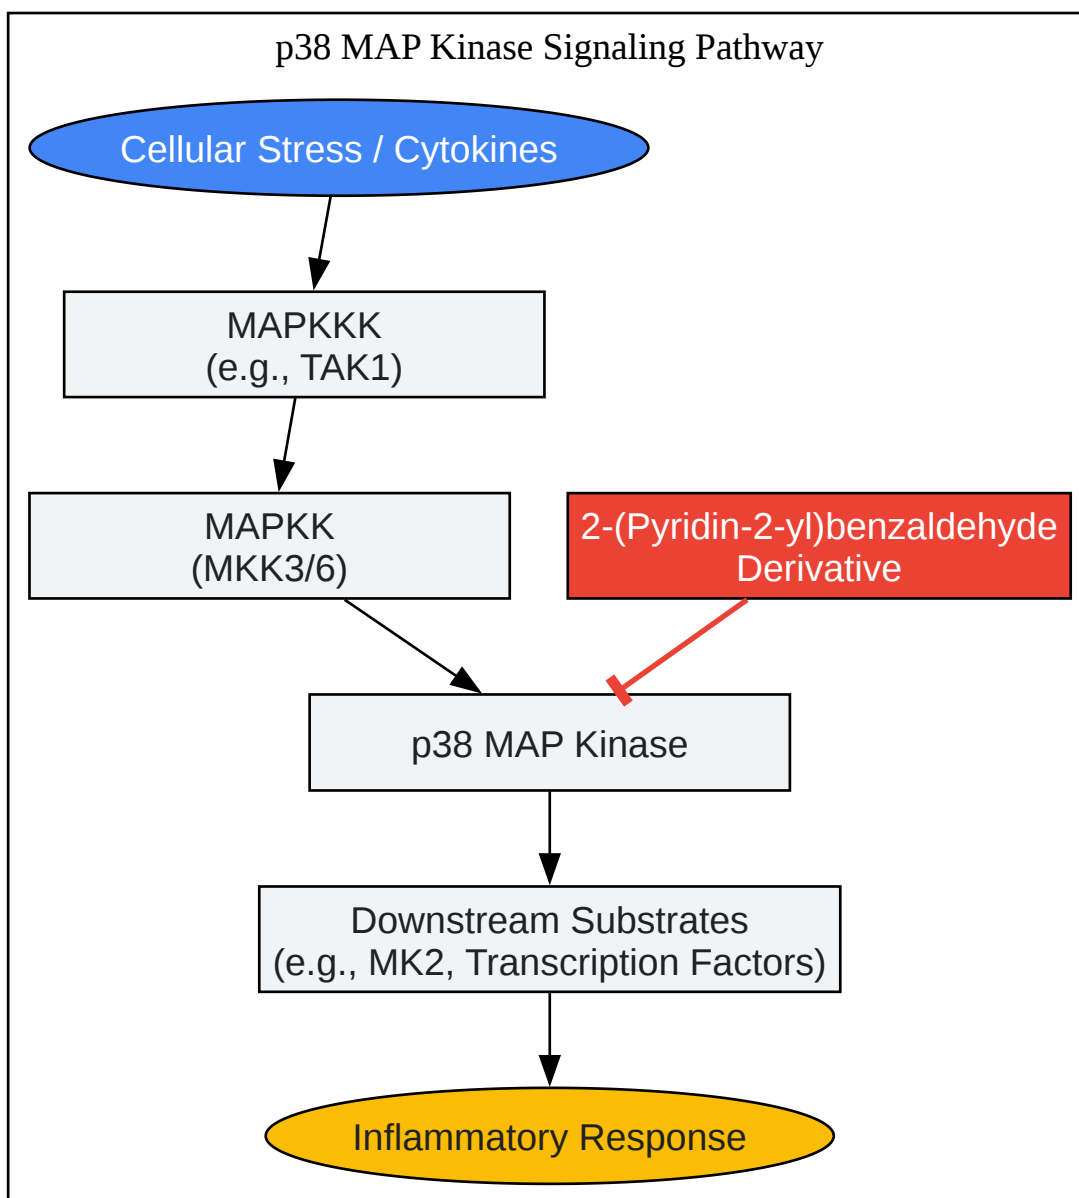 p38 MAP Kinase Signaling Pathway
Cellular Stress / Cytokines
MAPKKK
(e.g., TAK1)
MAPKK
(MKK3/6)
2-(Pyridin-2-yl)benzaldehyde
Derivative
p38 MAP Kinase
Downstream Substrates
(e.g., MK2, Transcription Factors)
Inflammatory Response